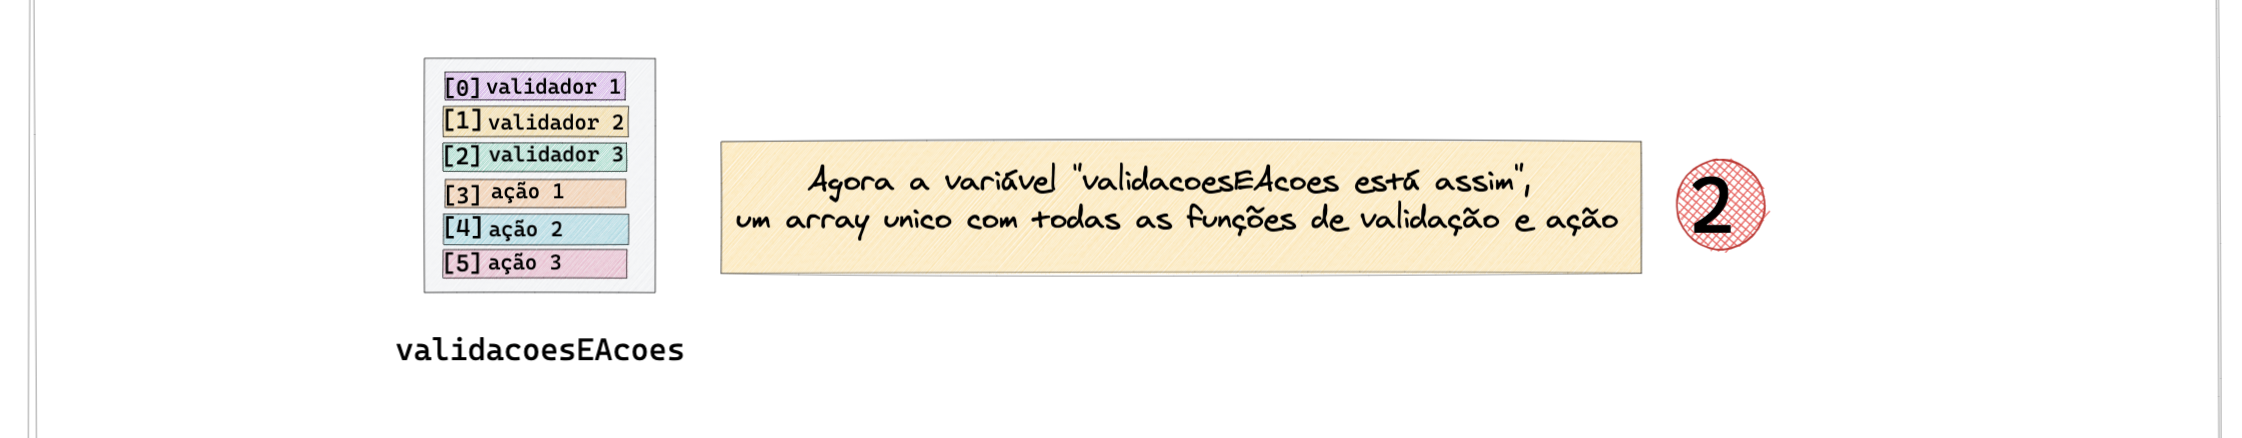 [0] validador 1
[1] validador 2
[2] validador 3
[3] ação 1
[4] ação 2
[5] ação 3
validacoesEAcoes
Agora a variável "validacoesEAcoes está assim",
um array unico com todas as funções de validação e ação
2